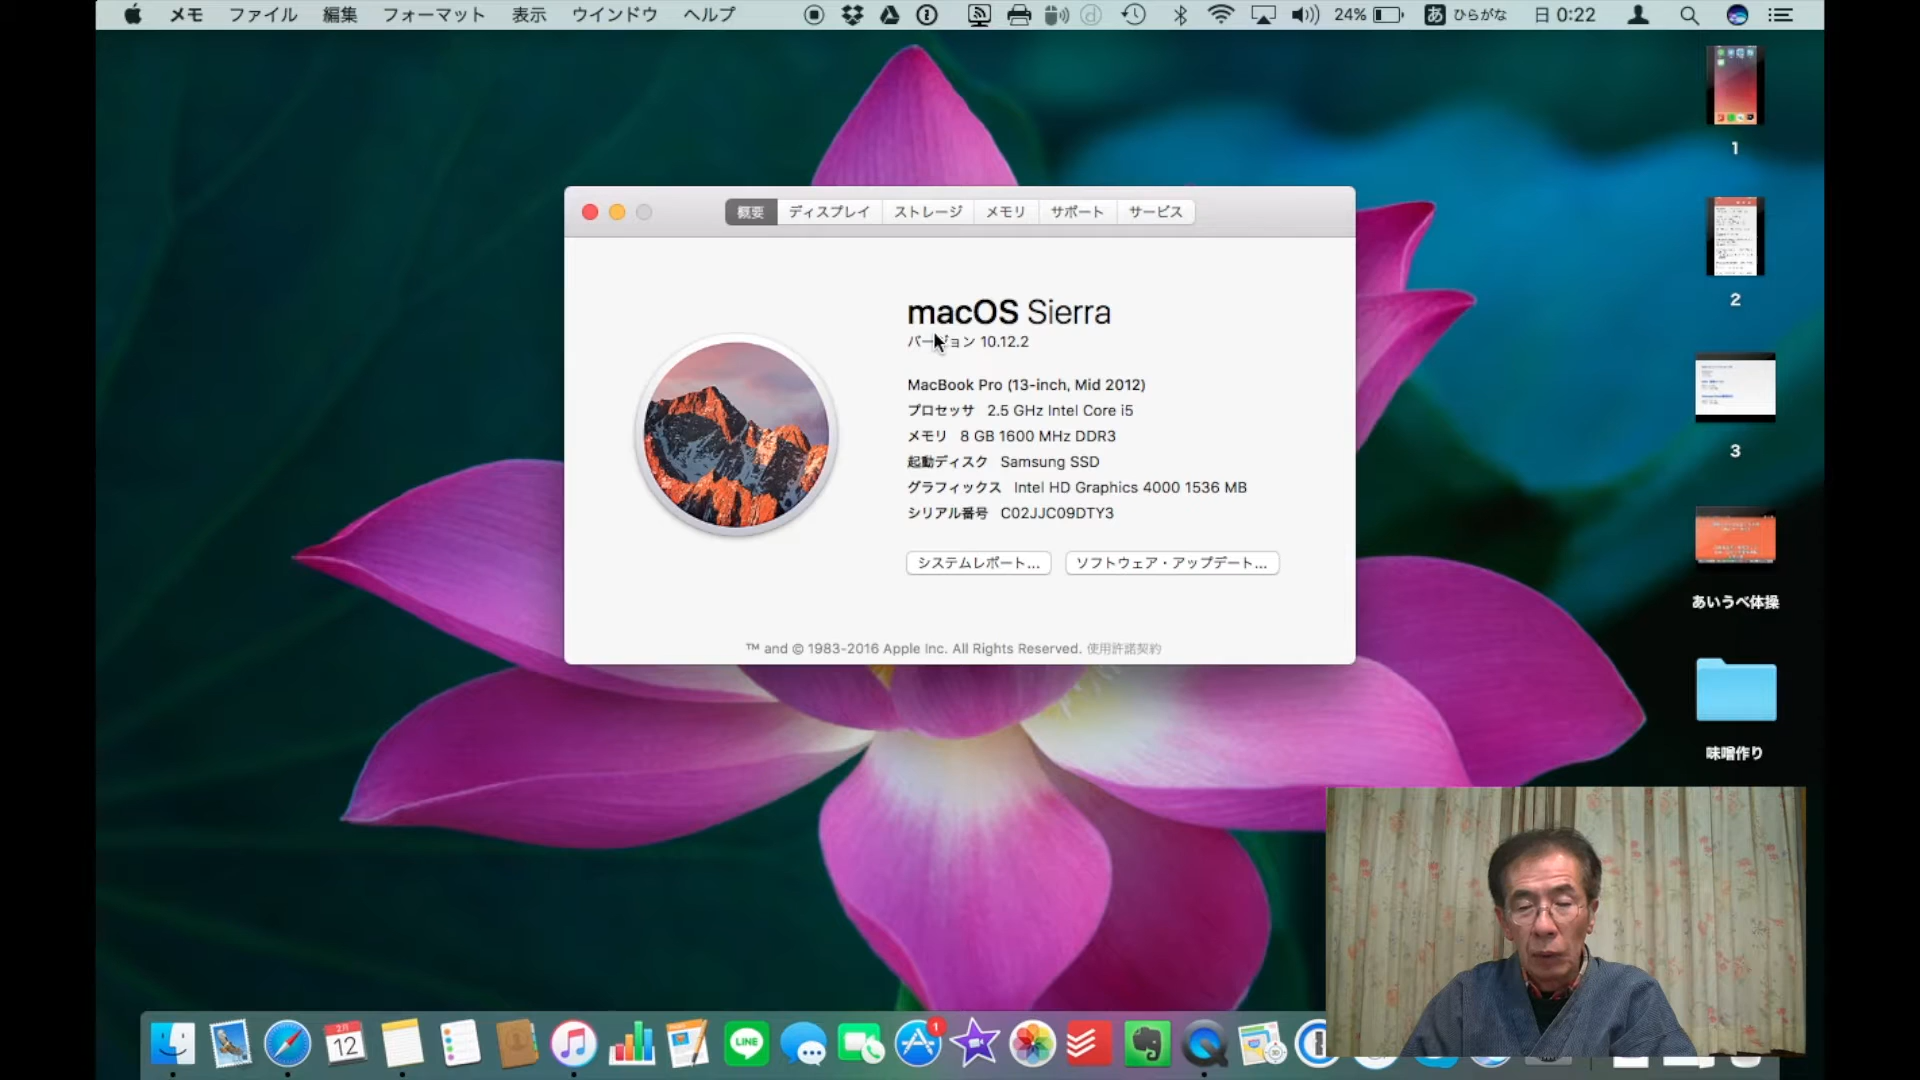 メモ ファイル 編集 フォーマット 表示 ウインドウ ヘルプ 24% あ ひらがな 日 0:22
1
2
3
あいうべ体操
味噌作り
概要 ディスプレイ ストレージ メモリ サポート サービス
macOS Sierra
バージョン 10.12.2
MacBook Pro (13-inch, Mid 2012)
プロセッサ 2.5 GHz Intel Core i5
メモリ 8 GB 1600 MHz DDR3
起動ディスク Samsung SSD
グラフィックス Intel HD Graphics 4000 1536 MB
シリアル番号 C02JJC09DTY3
システムレポート... ソフトウェア・アップデート...
™ and © 1983-2016 Apple Inc. All Rights Reserved. 使用許諾契約
2月
12
LINE
1